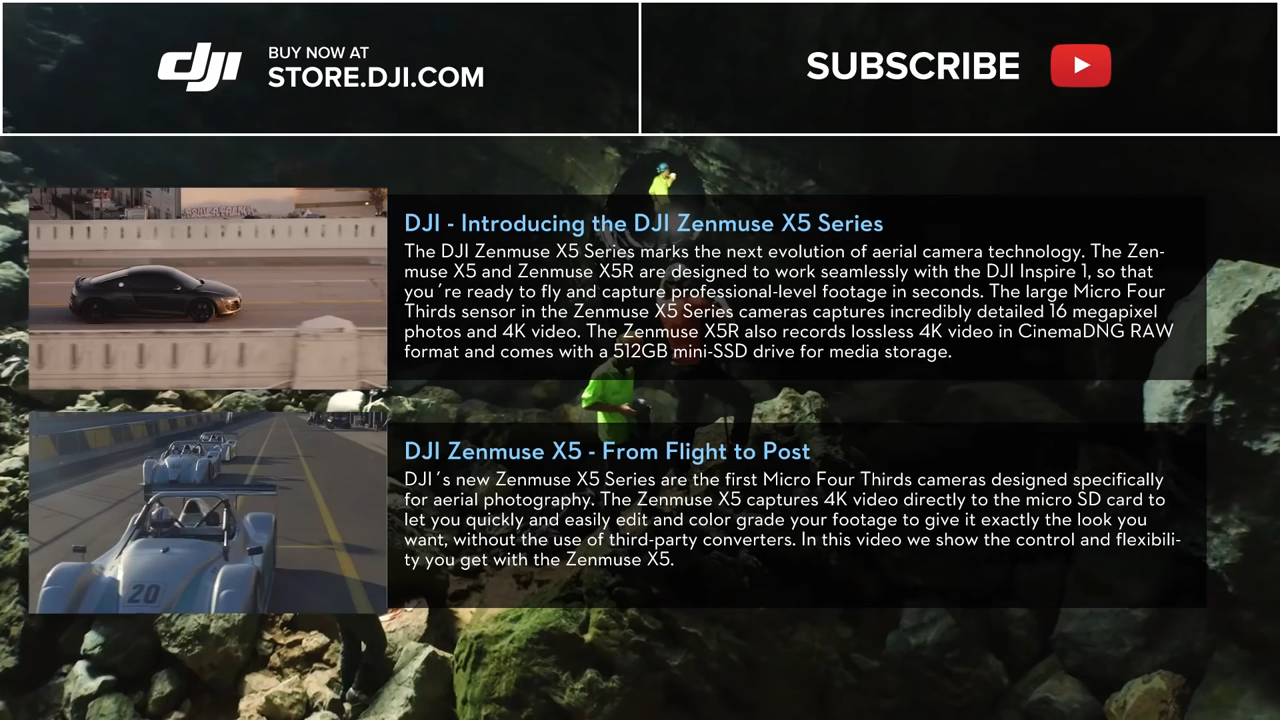 dji
BUY NOW AT
STORE.DJI.COM
SUBSCRIBE
DJI - Introducing the DJI Zenmuse X5 Series
The DJI Zenmuse X5 Series marks the next evolution of aerial camera technology. The Zen-
muse X5 and Zenmuse X5R are designed to work seamlessly with the DJI Inspire 1, so that
you´re ready to fly and capture professional-level footage in seconds. The large Micro Four
Thirds sensor in the Zenmuse X5 Series cameras captures incredibly detailed 16 megapixel
photos and 4K video. The Zenmuse X5R also records lossless 4K video in CinemaDNG RAW
format and comes with a 512GB mini-SSD drive for media storage.
DJI Zenmuse X5 - From Flight to Post
DJI´s new Zenmuse X5 Series are the first Micro Four Thirds cameras designed specifically
for aerial photography. The Zenmuse X5 captures 4K video directly to the micro SD card to
let you quickly and easily edit and color grade your footage to give it exactly the look you
want, without the use of third-party converters. In this video we show the control and flexibili-
ty you get with the Zenmuse X5.
20